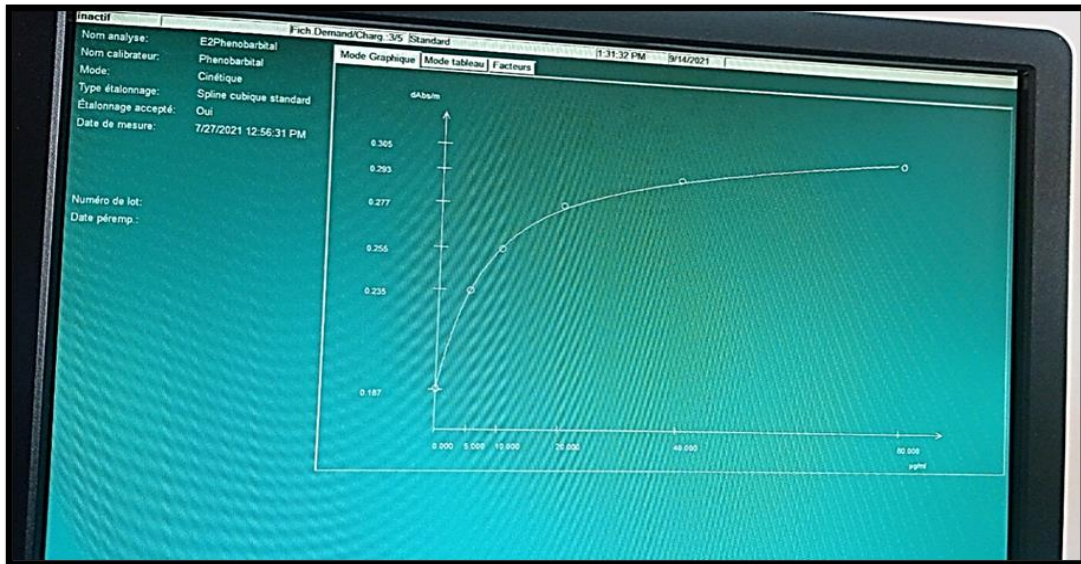 Inactif
Fich.Demand/Charg.:3/5 Standard 1:31:32 PM 9/14/2021
Nom analyse: E2Phenobarbital
Nom calibrateur: Phenobarbital
Mode: Cinétique
Type étalonnage: Spline cubique standard
Étalonnage accepté: Oui
Date de mesure: 7/27/2021 12:56:31 PM
Numéro de lot:
Date péremp.:
Mode Graphique Mode tableau Facteurs
dAbs/m
0.305
0.293
0.277
0.255
0.235
0.187
0.000 5.000 10.000 20.000 40.000 80.000
µg/ml